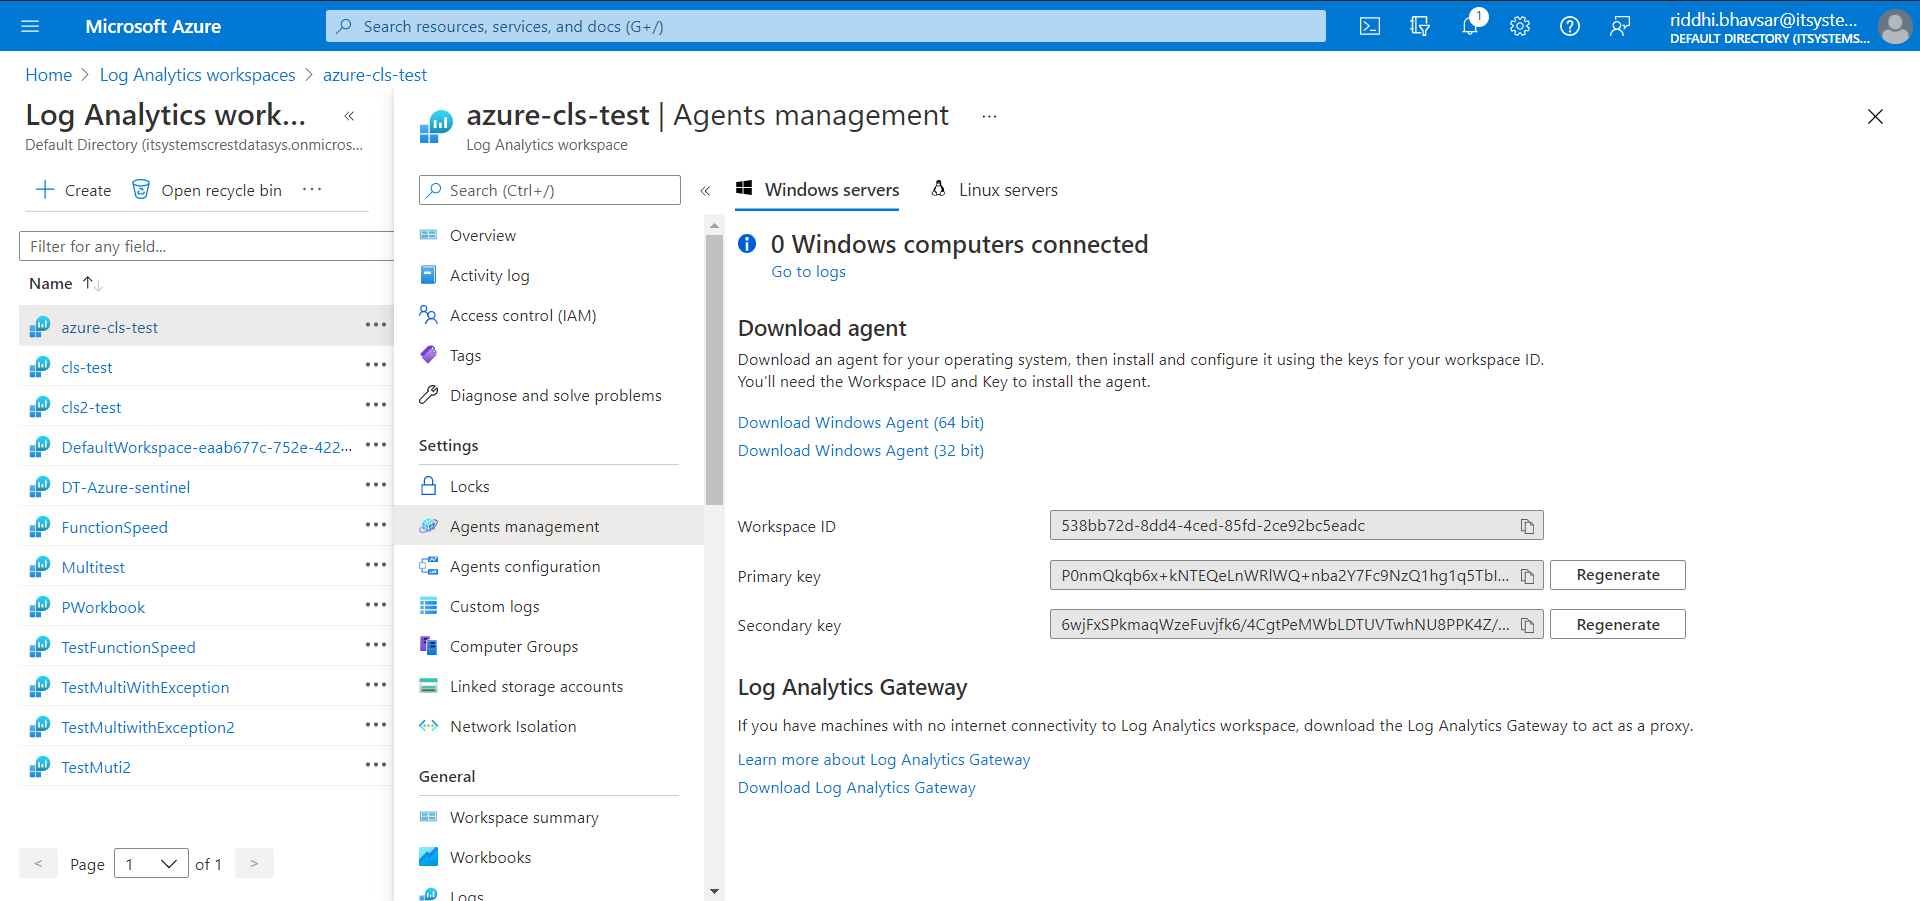 Microsoft Azure
Search resources, services, and docs (G+/)
1
riddhi.bhavsar@itsyste...
DEFAULT DIRECTORY (ITSYSTEMS...
Home > Log Analytics workspaces > azure-cls-test
Log Analytics work...
«
Default Directory (itsystemscrestdatasys.onmicros...
+ Create
Open recycle bin
...
Filter for any field...
Name ↑↓
azure-cls-test ...
cls-test ...
cls2-test ...
DefaultWorkspace-eaab677c-752e-422... ...
DT-Azure-sentinel ...
FunctionSpeed ...
Multitest ...
PWorkbook ...
TestFunctionSpeed ...
TestMultiWithException ...
TestMultiwithException2 ...
TestMuti2 ...
< Page 1 of 1 >
azure-cls-test | Agents management ...
Log Analytics workspace
Search (Ctrl+/)
«
Overview
Activity log
Access control (IAM)
Tags
Diagnose and solve problems
Settings
Locks
Agents management
Agents configuration
Custom logs
Computer Groups
Linked storage accounts
Network Isolation
General
Workspace summary
Workbooks
Logs
Windows servers
Linux servers
0 Windows computers connected
Go to logs
Download agent
Download an agent for your operating system, then install and configure it using the keys for your workspace ID.
You'll need the Workspace ID and Key to install the agent.
Download Windows Agent (64 bit)
Download Windows Agent (32 bit)
Workspace ID
538bb72d-8dd4-4ced-85fd-2ce92bc5eadc
Primary key
P0nmQkqb6x+kNTEQeLnWRlWQ+nba2Y7Fc9NzQ1hg1q5TbI...
Regenerate
Secondary key
6wjFxSPkmaqWzeFuvjfk6/4CgtPeMWbLDTUVTwhNU8PPK4Z/...
Regenerate
Log Analytics Gateway
If you have machines with no internet connectivity to Log Analytics workspace, download the Log Analytics Gateway to act as a proxy.
Learn more about Log Analytics Gateway
Download Log Analytics Gateway